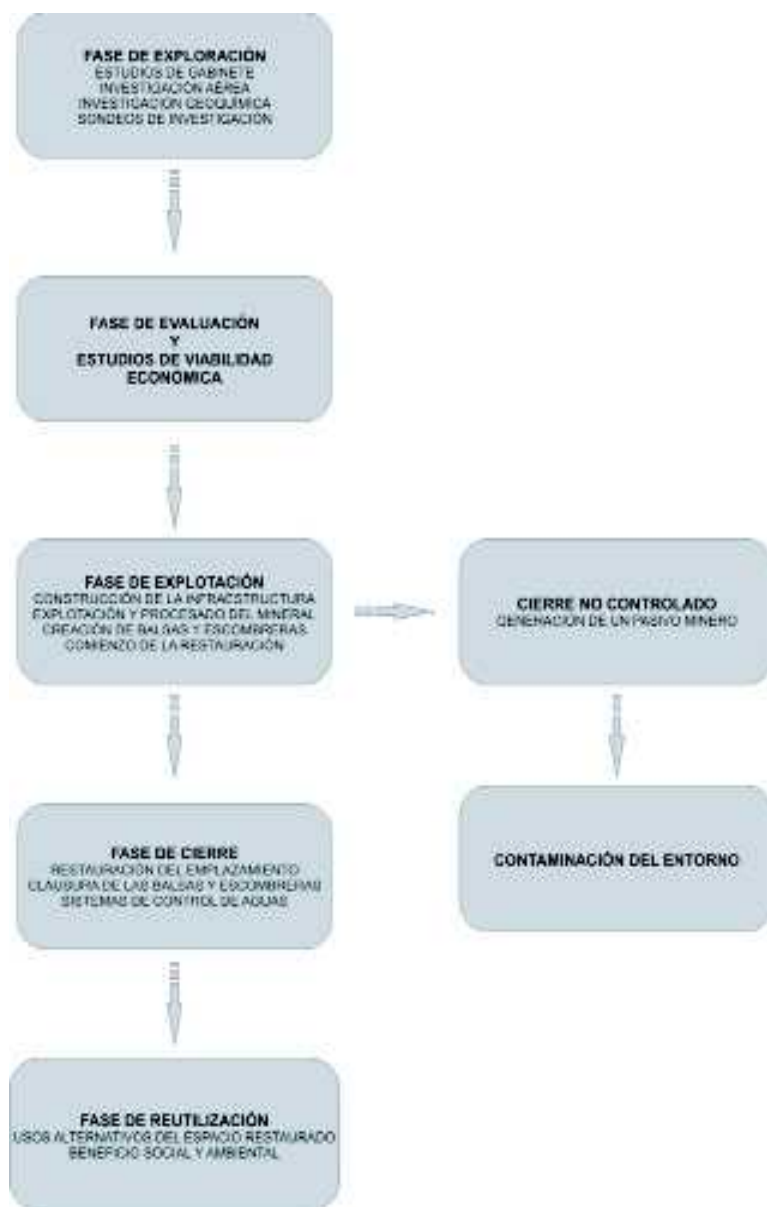 FASE DE EXPLORACIÓN
ESTUDIOS DE GABINETE
INVESTIGACIÓN AÉREA
INVESTIGACIÓN GEOQUÍMICA
SONDEOS DE INVESTIGACIÓN
FASE DE EVALUACIÓN
Y
ESTUDIOS DE VIABILIDAD
ECONÓMICA
FASE DE EXPLOTACIÓN
CONSTRUCCIÓN DE LA INFRAESTRUCTURA
EXPLOTACIÓN Y PROCESADO DEL MINERAL
CREACIÓN DE BALSAS Y ESCOMBRERAS
COMIENZO DE LA RESTAURACIÓN
CIERRE NO CONTROLADO
GENERACIÓN DE UN PASIVO MINERO
FASE DE CIERRE
RESTAURACIÓN DEL EMPLAZAMIENTO
CLAUSURA DE LAS BALSAS Y ESCOMBRERAS
SISTEMAS DE CONTROL DE AGUAS
CONTAMINACIÓN DEL ENTORNO
FASE DE REUTILIZACIÓN
USOS ALTERNATIVOS DEL ESPACIO RESTAURADO
BENEFICIO SOCIAL Y AMBIENTAL